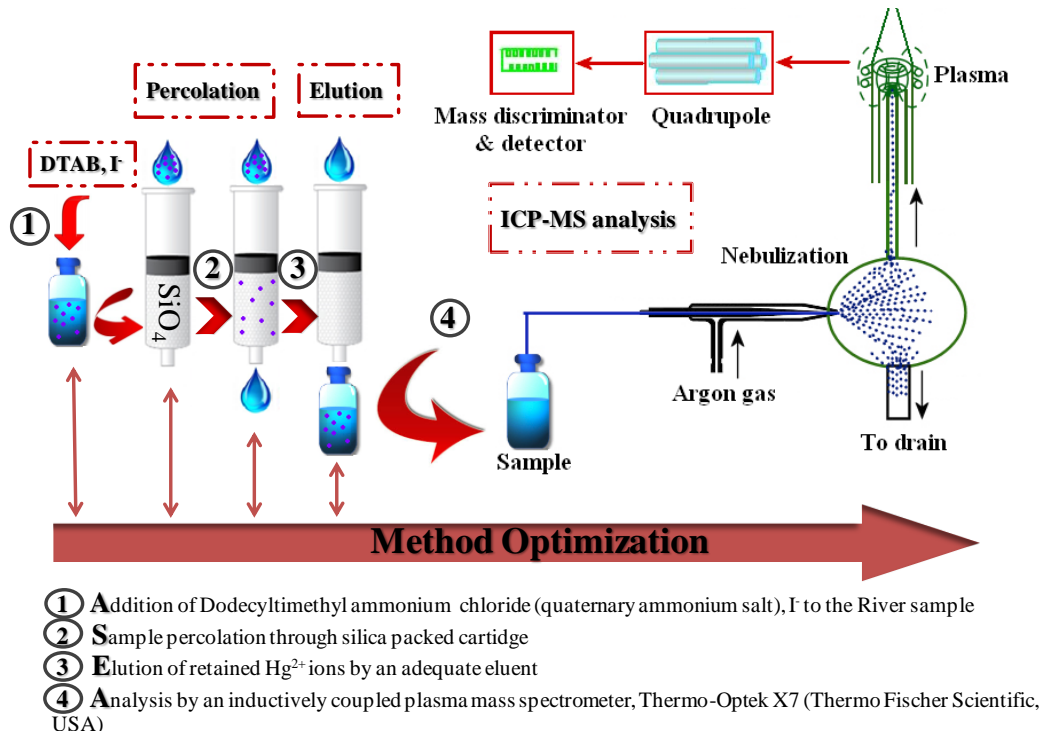 Percolation
Elution
Plasma
Mass discriminator
& detector
Quadrupole
DTAB, I-
1
2
3
SiO4
ICP-MS analysis
Nebulization
4
Argon gas
Sample
To drain
Method Optimization
1 Addition of Dodecyltimethyl ammonium chloride (quaternary ammonium salt), I- to the River sample
2 Sample percolation through silica packed cartidge
3 Elution of retained Hg2+ ions by an adequate eluent
4 Analysis by an inductively coupled plasma mass spectrometer, Thermo-Optek X7 (Thermo Fischer Scientific,
USA)